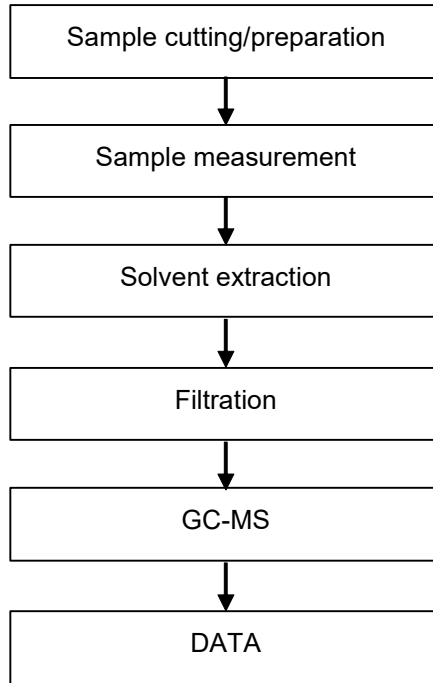 Sample cutting/preparation
Sample measurement
Solvent extraction
Filtration
GC-MS
DATA